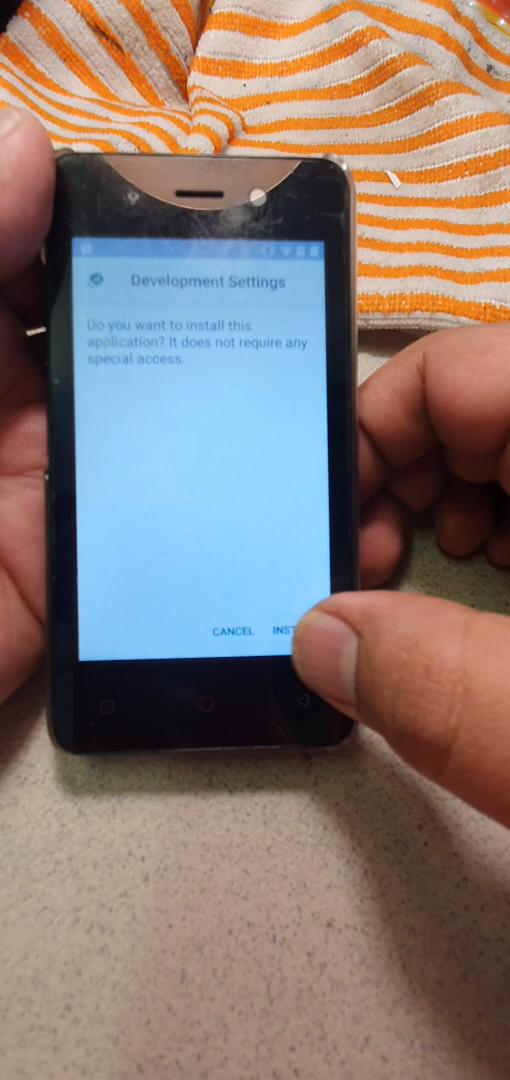 Development Settings
Do you want to install this
application? It does not require any
special access.
CANCEL INST